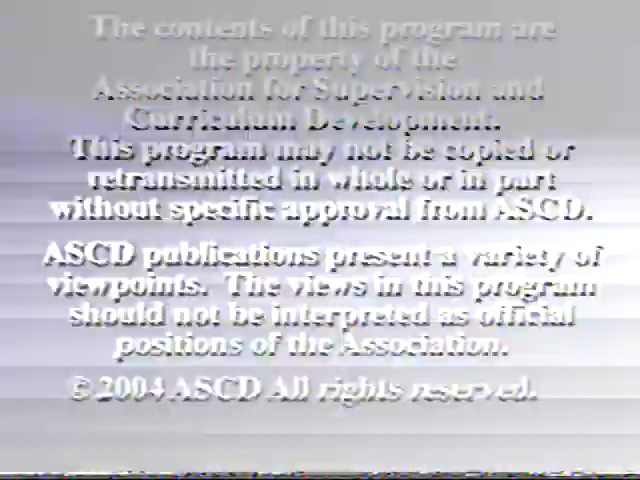 The contents of this program are
the property of the
Association for Supervision and
Curriculum Development.
This program may not be copied or
retransmitted in whole or in part
without specific approval from ASCD.
ASCD publications present a variety of
viewpoints. The views in this program
should not be interpreted as official
positions of the Association.
© 2004 ASCD All rights reserved.